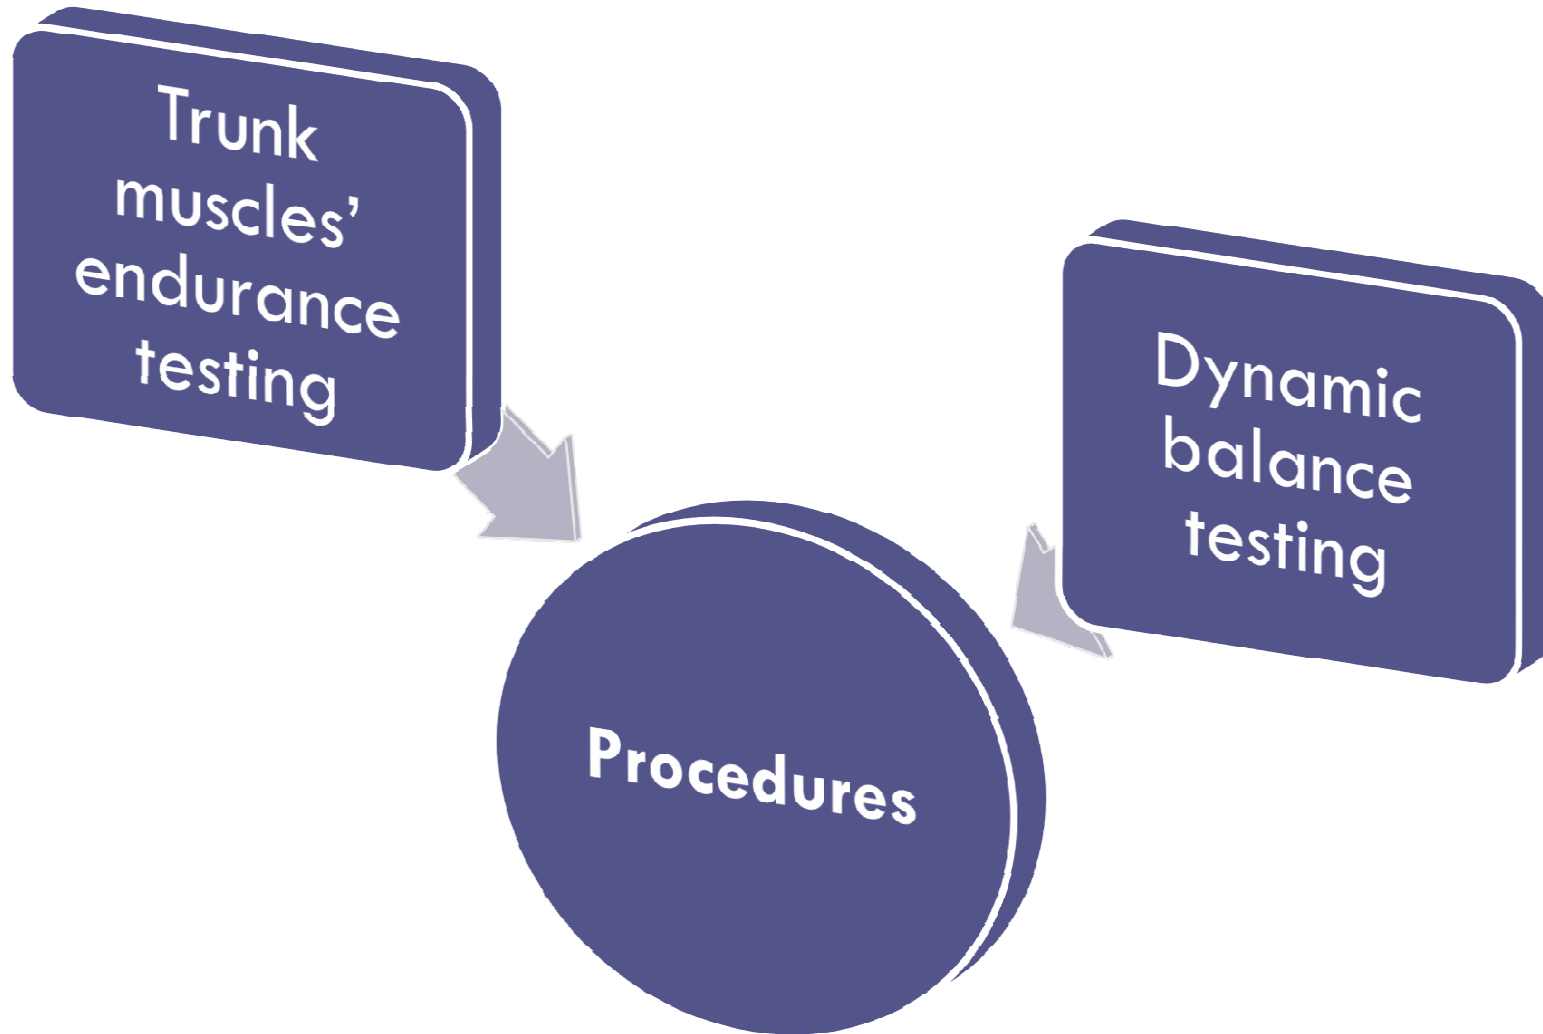 Trunk
muscles’
endurance
testing
Dynamic
balance
testing
Procedures